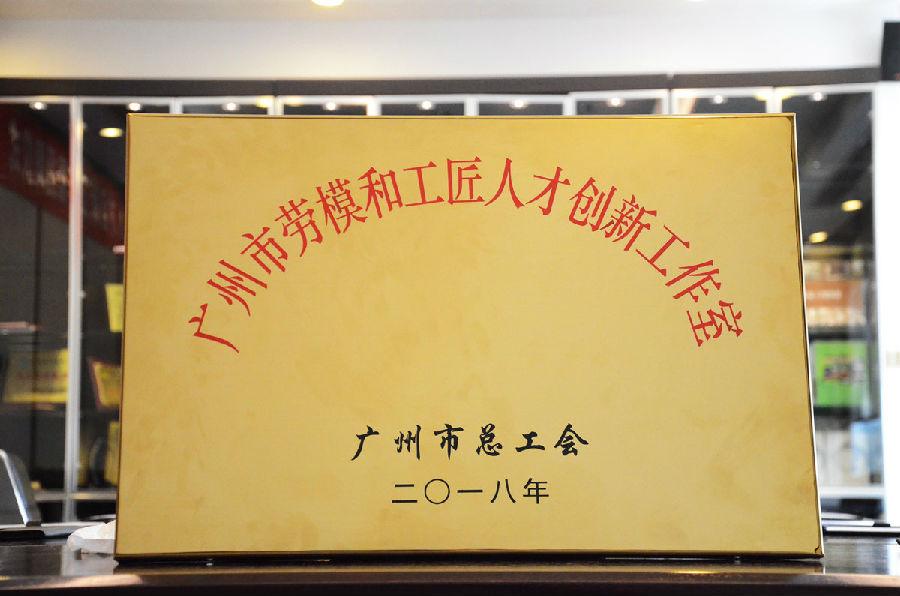 广州市劳模和工匠人才创新工作室
广州市总工会
二〇一八年